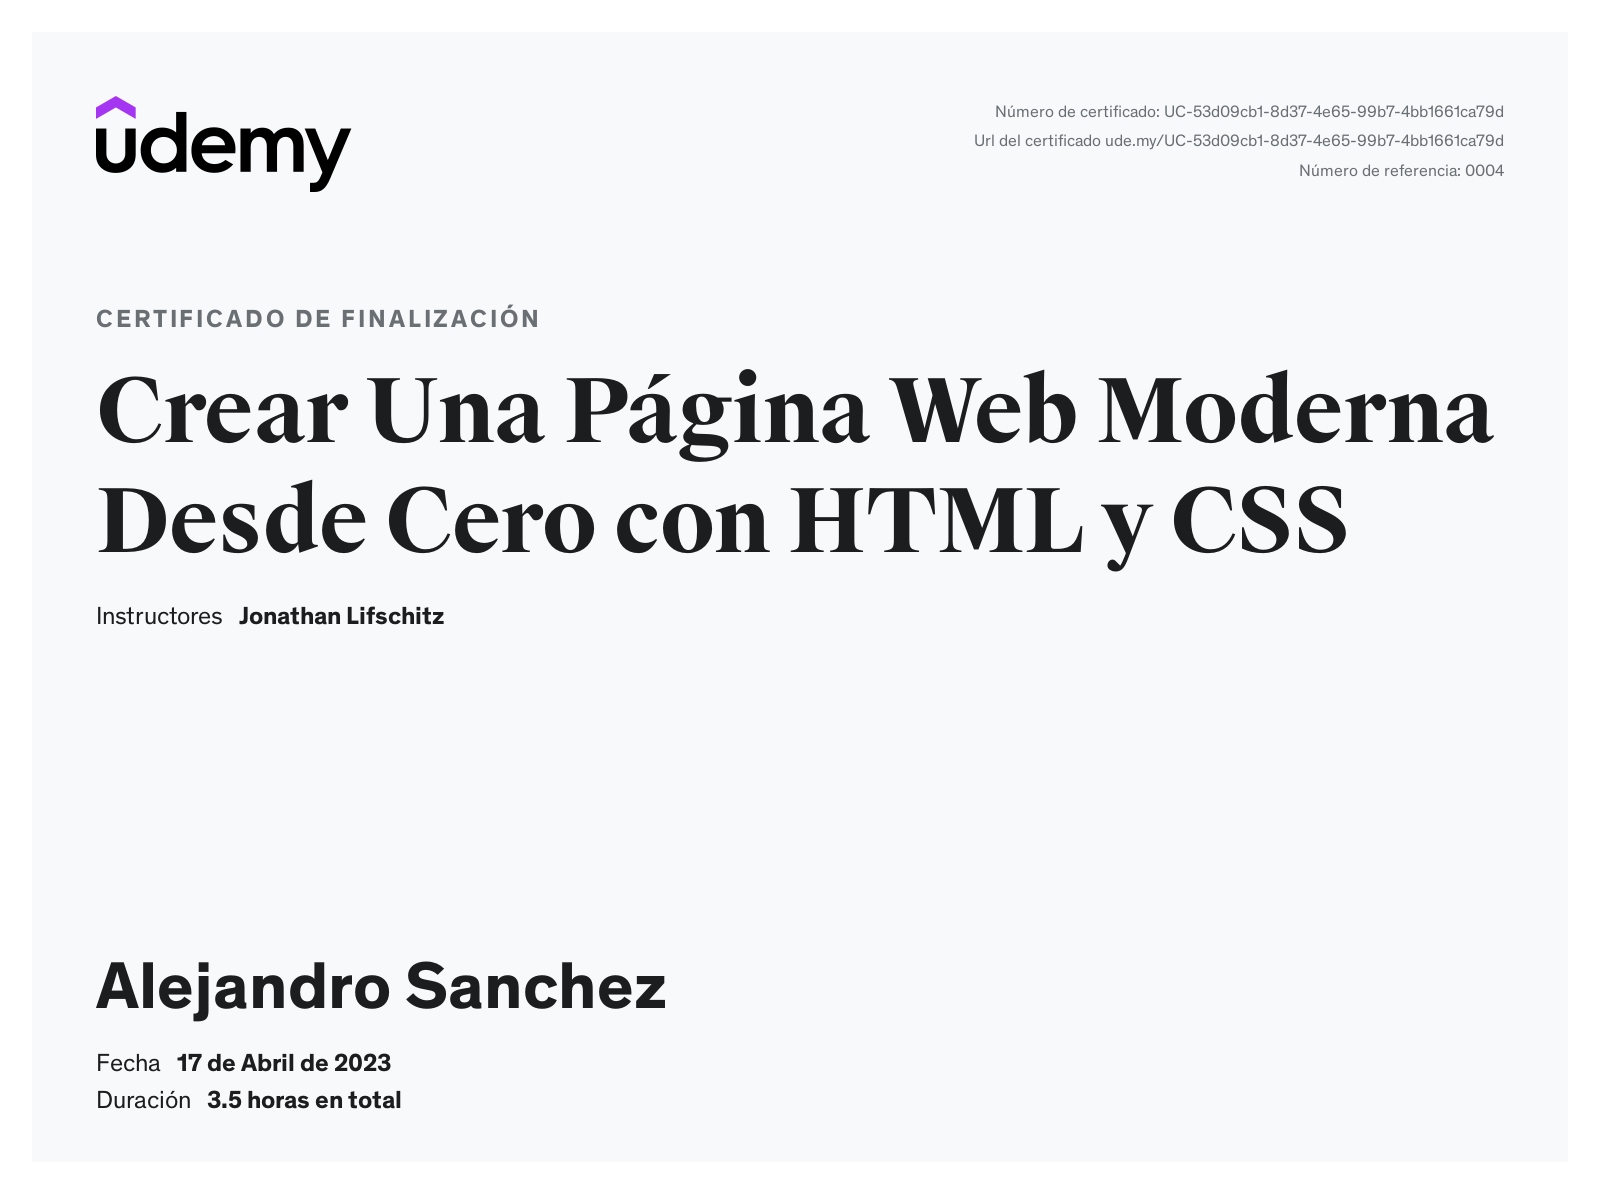 udemy
Número de certificado: UC-53d09cb1-8d37-4e65-99b7-4bb1661ca79d
Url del certificado ude.my/UC-53d09cb1-8d37-4e65-99b7-4bb1661ca79d
Número de referencia: 0004
CERTIFICADO DE FINALIZACIÓN
Crear Una Página Web Moderna
Desde Cero con HTML y CSS
Instructores Jonathan Lifschitz
Alejandro Sanchez
Fecha 17 de Abril de 2023
Duración 3.5 horas en total